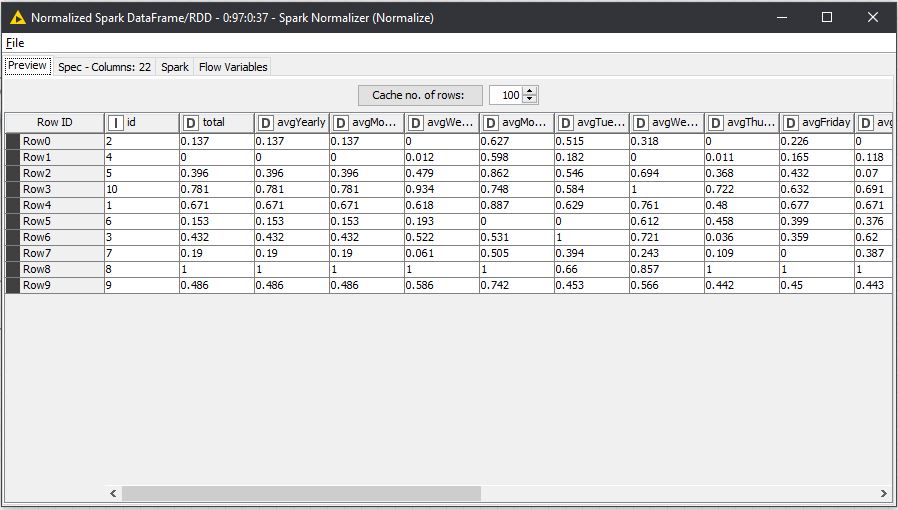 Normalized Spark DataFrame/RDD - 0:97:0:37 - Spark Normalizer (Normalize)
File
Preview Spec - Columns: 22 Spark Flow Variables
Cache no. of rows: 100
Row ID I id D total D avgYearly D avgMo... D avgWe... D avgMo... D avgTue... D avgWe... D avgThu... D avgFriday D avg
Row0 2 0.137 0.137 0.137 0 0.627 0.515 0.318 0 0.226 0
Row1 4 0 0 0 0.012 0.598 0.182 0 0.011 0.165 0.118
Row2 5 0.396 0.396 0.396 0.479 0.862 0.546 0.694 0.368 0.432 0.07
Row3 10 0.781 0.781 0.781 0.934 0.748 0.584 1 0.722 0.632 0.691
Row4 1 0.671 0.671 0.671 0.618 0.887 0.629 0.761 0.48 0.677 0.671
Row5 6 0.153 0.153 0.153 0.193 0 0 0.612 0.458 0.399 0.376
Row6 3 0.432 0.432 0.432 0.522 0.531 1 0.721 0.036 0.359 0.62
Row7 7 0.19 0.19 0.19 0.061 0.505 0.394 0.243 0.109 0 0.387
Row8 8 1 1 1 1 1 0.66 0.857 1 1 1
Row9 9 0.486 0.486 0.486 0.586 0.742 0.453 0.566 0.442 0.45 0.443